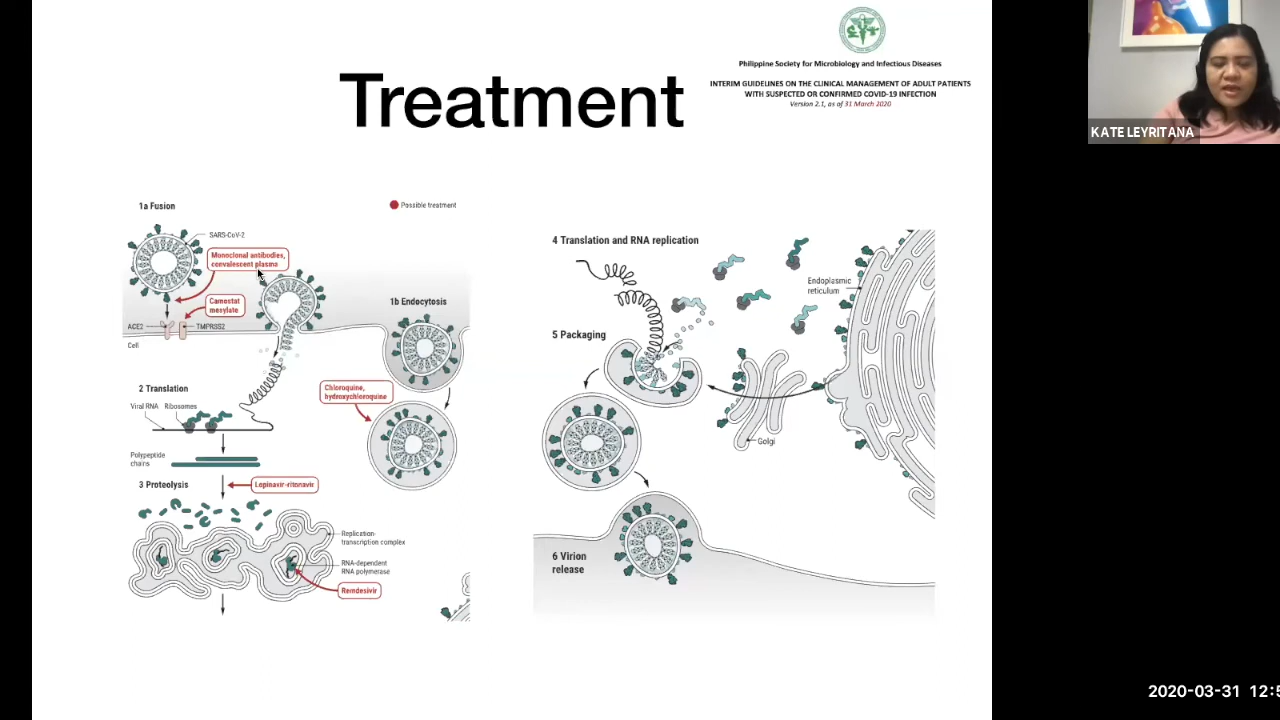 Treatment
Philippine Society for Microbiology and Infectious Diseases
INTERIM GUIDELINES ON THE CLINICAL MANAGEMENT OF ADULT PATIENTS
WITH SUSPECTED OR CONFIRMED COVID-19 INFECTION
Version 2.1, as of 31 March 2020
KATE LEYRITANA
1a Fusion
Possible treatment
SARS-CoV-2
Monoclonal antibodies,
convalescent plasma
Camostat
mesylate
1b Endocytosis
ACE2
TMPRSS2
Cell
2 Translation
Chloroquine,
hydroxychloroquine
Viral RNA
Ribosomes
Polypeptide
chains
3 Proteolysis
Lopinavir-ritonavir
Replication-
transcription complex
RNA-dependent
RNA polymerase
Remdesivir
4 Translation and RNA replication
Endoplasmic
reticulum
5 Packaging
Golgi
6 Virion
release
2020-03-31 12:5